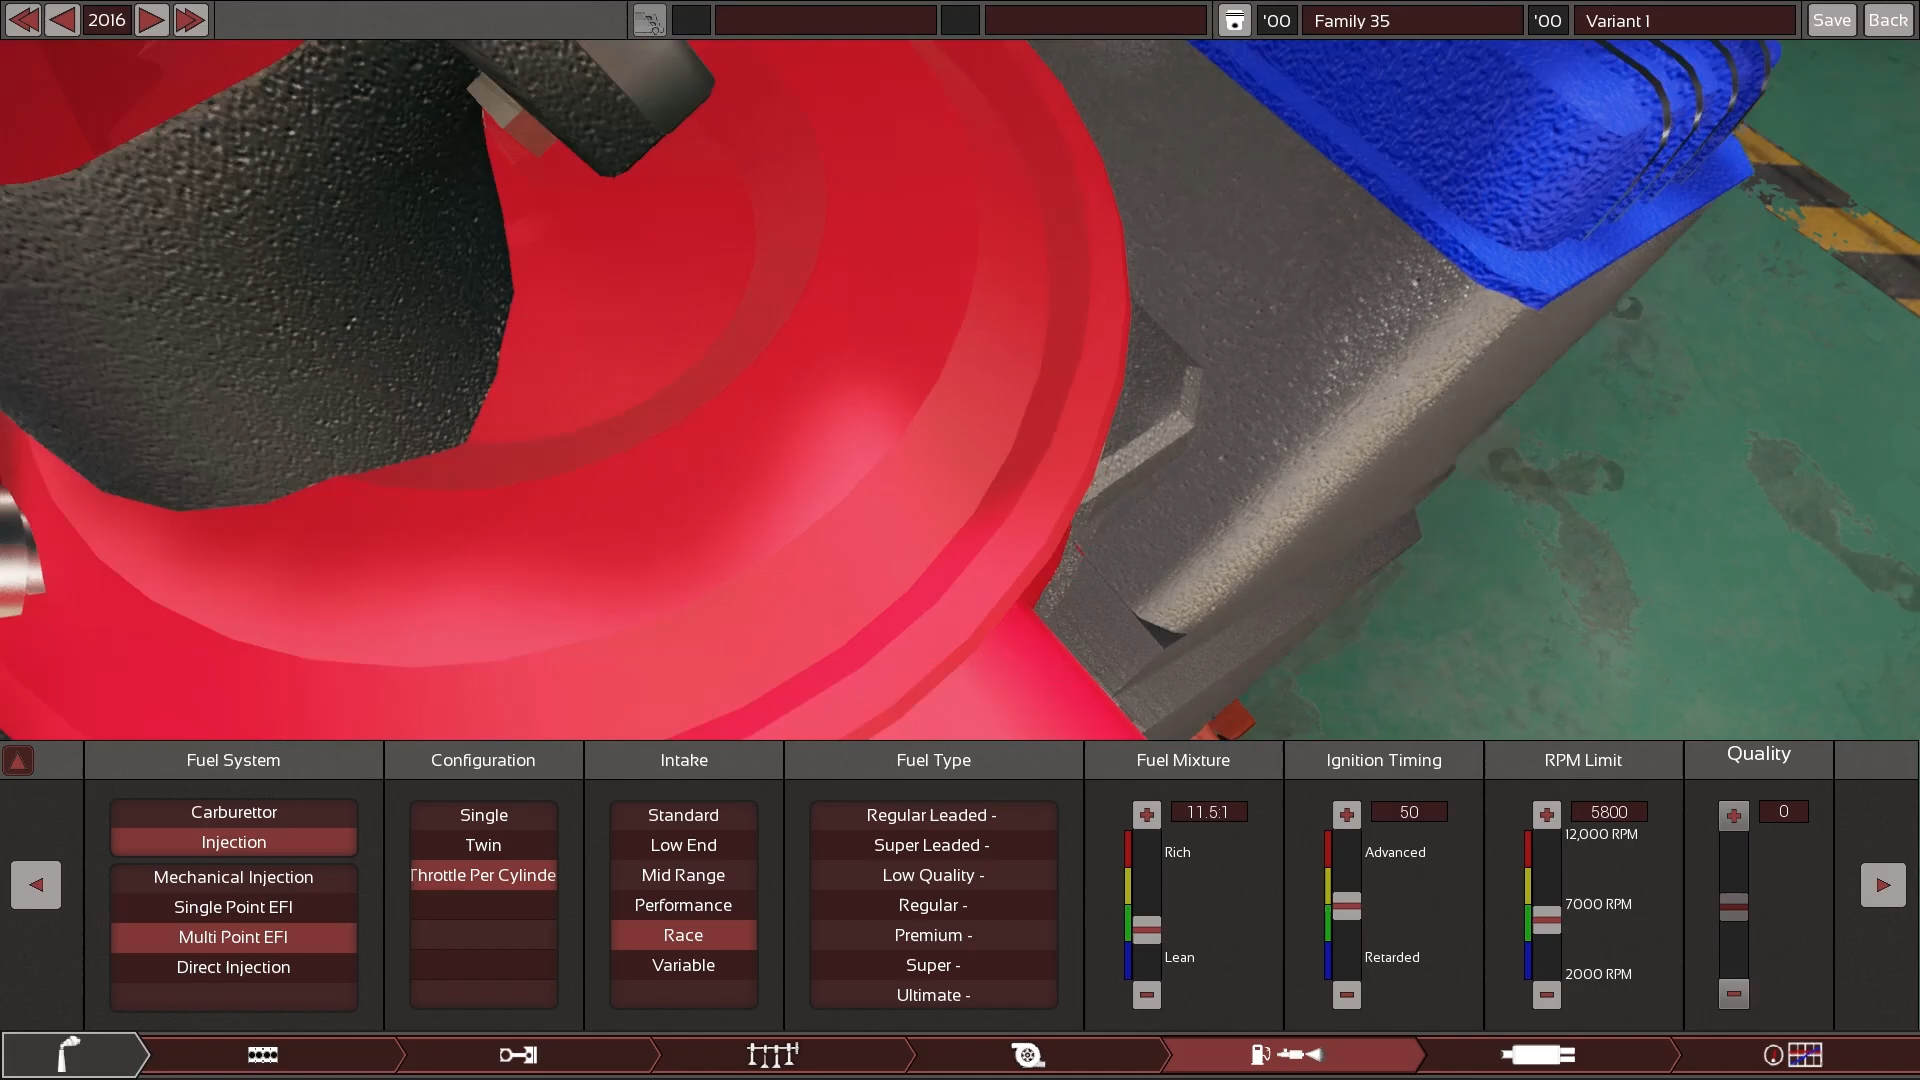 2016
'00
Family 35
'00
Variant 1
Save
Back
Fuel System
Configuration
Intake
Fuel Type
Fuel Mixture
Ignition Timing
RPM Limit
Quality
Carburettor
Injection
Mechanical Injection
Single Point EFI
Multi Point EFI
Direct Injection
Single
Twin
Throttle Per Cylinde
Standard
Low End
Mid Range
Performance
Race
Variable
Regular Leaded -
Super Leaded -
Low Quality -
Regular -
Premium -
Super -
Ultimate -
11.5:1
Rich
Lean
50
Advanced
Retarded
5800
12,000 RPM
7000 RPM
2000 RPM
0